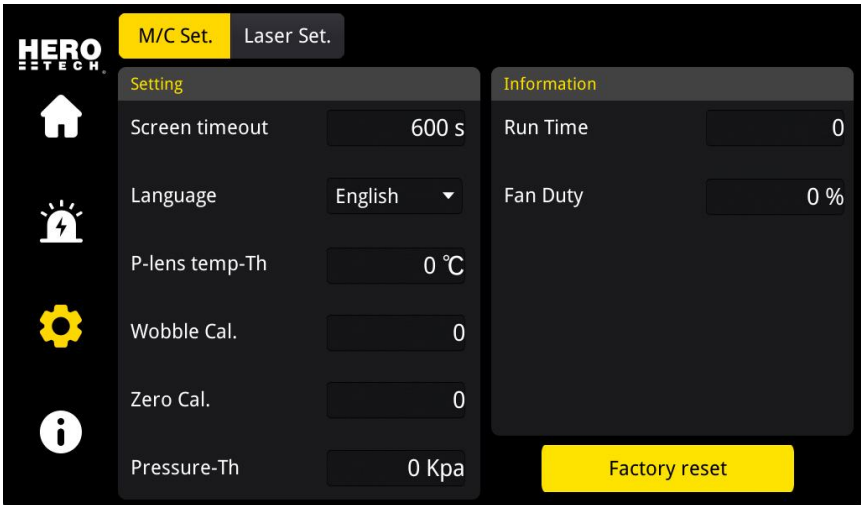 HERO
TECH®
M/C Set.
Laser Set.
Setting
Screen timeout 600 s
Language English
P-lens temp-Th 0 ℃
Wobble Cal. 0
Zero Cal. 0
Pressure-Th 0 Kpa
Information
Run Time 0
Fan Duty 0 %
Factory reset